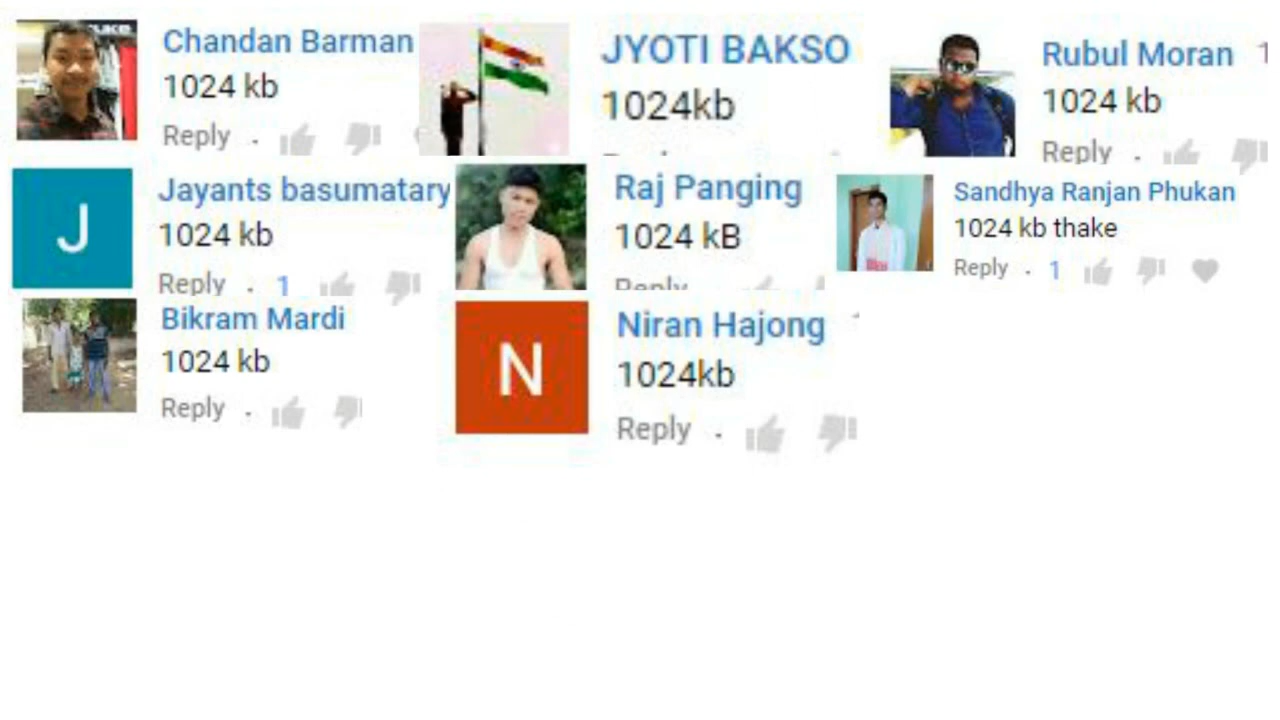 Chandan Barman
1024 kb
Reply
JYOTI BAKSO
1024kb
Rubul Moran
1024 kb
Reply
J
Jayants basumatary
1024 kb
Reply · 1
Raj Panging
1024 kB
Reply
Sandhya Ranjan Phukan
1024 kb thake
Reply · 1
Bikram Mardi
1024 kb
Reply
N
Niran Hajong
1024kb
Reply